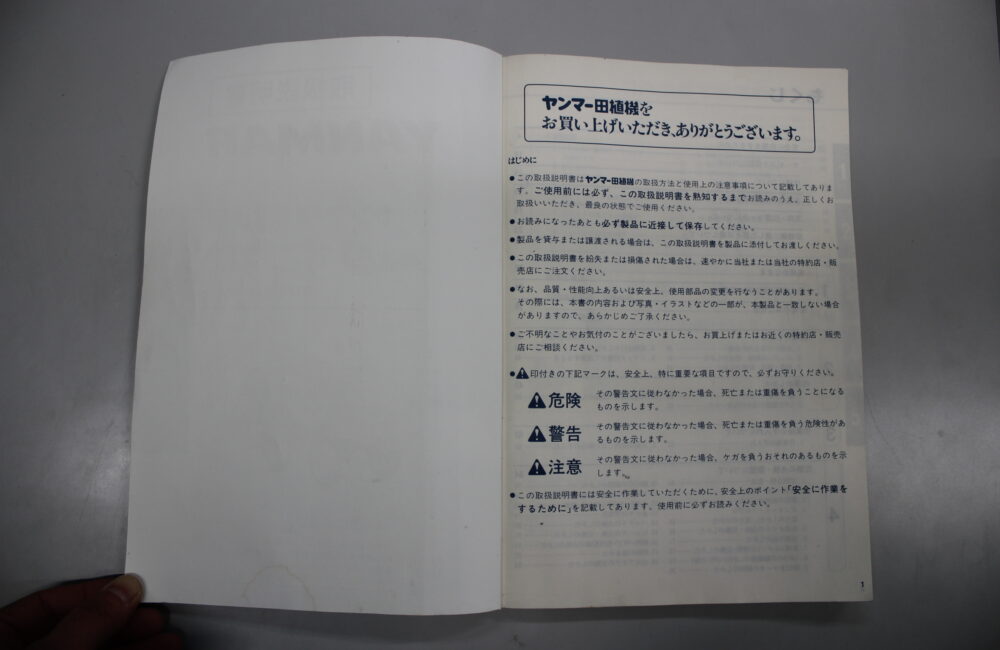 ヤンマー田植機を
お買い上げいただき、ありがとうございます。
はじめに
●この取扱説明書はヤンマー田植機の取扱方法と使用上の注意事項について記載してありま
す。ご使用前には必ず、この取扱説明書を熟知するまでお読みのうえ、正しくお
取扱いいただき、最良の状態でご使用ください。
●お読みになったあとも必ず製品に近接して保存してください。
●製品を貸与または譲渡される場合は、この取扱説明書を製品に添付してお渡しください。
●この取扱説明書を紛失または損傷された場合は、速やかに当社または当社の特約店・販
売店にご注文ください。
●なお、品質・性能向上あるいは安全上、使用部品の変更を行なうことがあります。
その際には、本書の内容および写真・イラストなどの一部が、本製品と一致しない場合
がありますので、あらかじめご了承ください。
●ご不明なことやお気付のことがございましたら、お買上げまたはお近くの特約店・販売
店にご相談ください。
●⚠印付きの下記マークは、安全上、特に重要な項目ですので、必ずお守りください。
⚠危険 その警告文に従わなかった場合、死亡または重傷を負うことになる
ものを示します。
⚠警告 その警告文に従わなかった場合、死亡または重傷を負う危険性があ
るものを示します。
⚠注意 その警告文に従わなかった場合、ケガを負うおそれのあるものを示
します。
●この取扱説明書には安全に作業していただくために、安全上のポイント「安全に作業を
するために」を記載してあります、使用前に必ずお読みください。
1